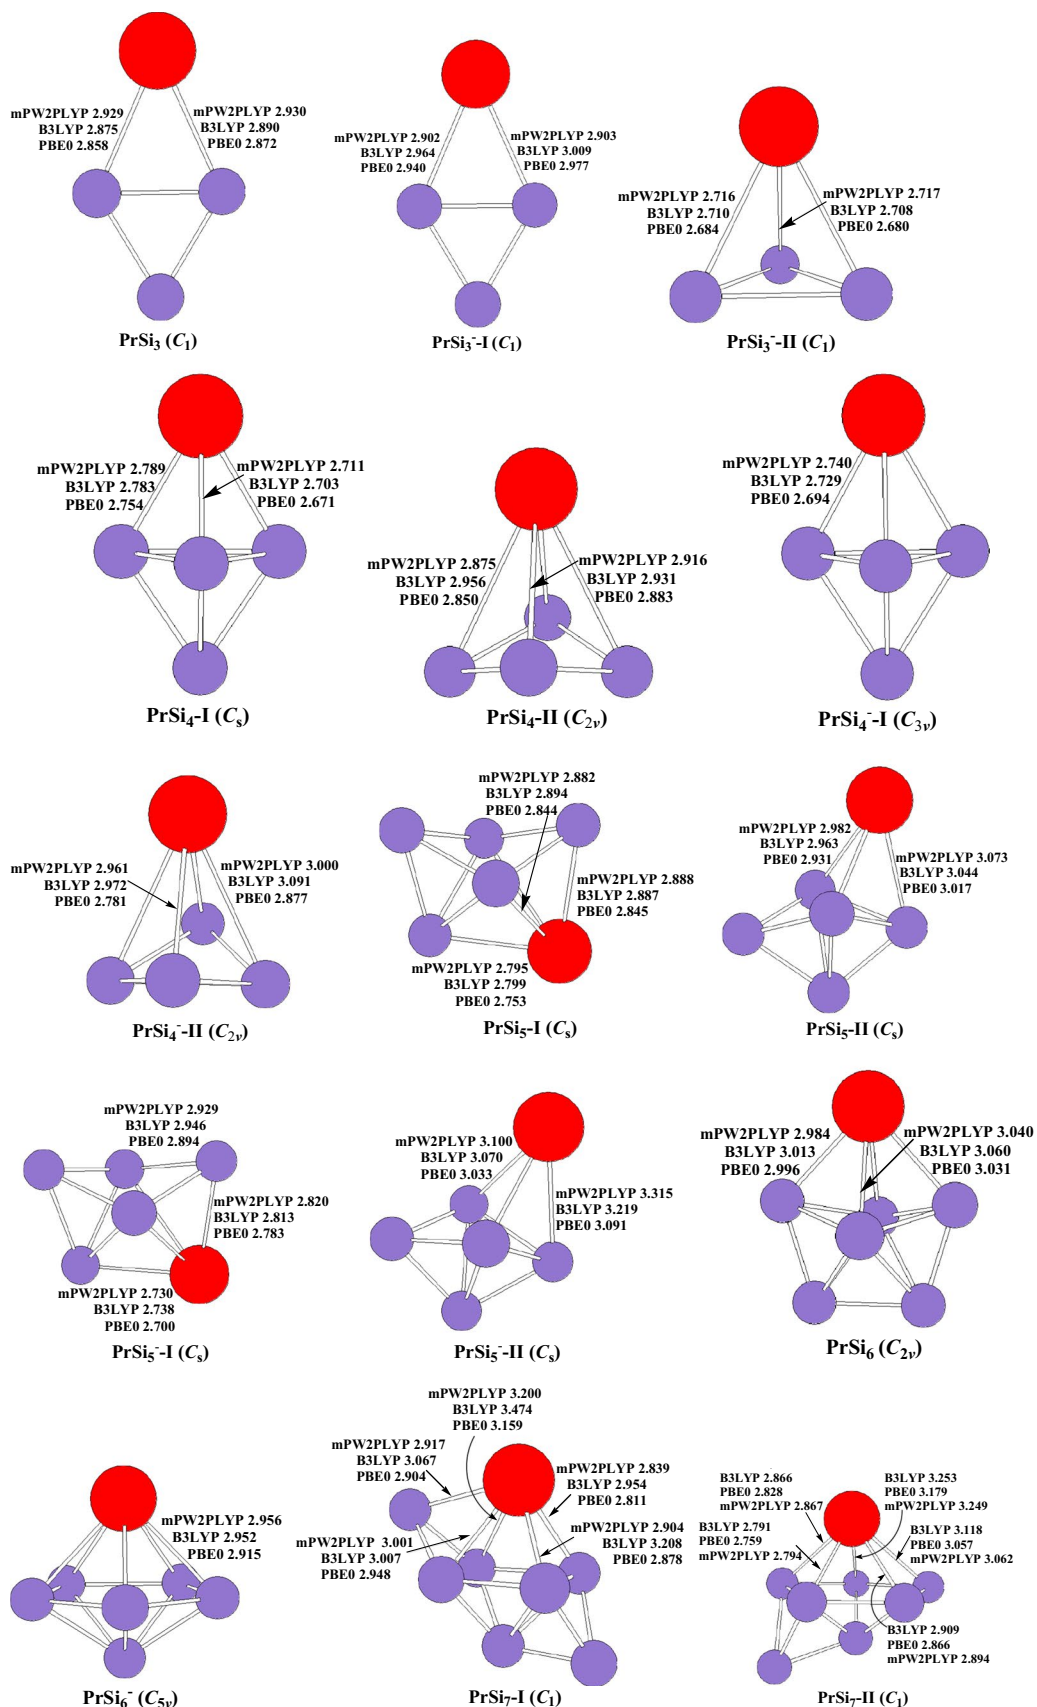 mPW2PLYP 2.929
B3LYP 2.875
PBE0 2.858
mPW2PLYP 2.930
B3LYP 2.890
PBE0 2.872
PrSi₃ (C₁)
mPW2PLYP 2.902
B3LYP 2.964
PBE0 2.940
mPW2PLYP 2.903
B3LYP 3.009
PBE0 2.977
PrSi₃⁻-I (C₁)
mPW2PLYP 2.716
B3LYP 2.710
PBE0 2.684
mPW2PLYP 2.717
B3LYP 2.708
PBE0 2.680
PrSi₃⁻-II (C₁)
mPW2PLYP 2.789
B3LYP 2.783
PBE0 2.754
mPW2PLYP 2.711
B3LYP 2.703
PBE0 2.671
PrSi₄-I (Cₛ)
mPW2PLYP 2.875
B3LYP 2.956
PBE0 2.850
mPW2PLYP 2.916
B3LYP 2.931
PBE0 2.883
PrSi₄-II (C₂ᵥ)
mPW2PLYP 2.740
B3LYP 2.729
PBE0 2.694
PrSi₄⁻-I (C₃ᵥ)
mPW2PLYP 2.961
B3LYP 2.972
PBE0 2.781
mPW2PLYP 3.000
B3LYP 3.091
PBE0 2.877
PrSi₄⁻-II (C₂ᵥ)
mPW2PLYP 2.882
B3LYP 2.894
PBE0 2.844
mPW2PLYP 2.888
B3LYP 2.887
PBE0 2.845
mPW2PLYP 2.795
B3LYP 2.799
PBE0 2.753
PrSi₅-I (Cₛ)
mPW2PLYP 2.982
B3LYP 2.963
PBE0 2.931
mPW2PLYP 3.073
B3LYP 3.044
PBE0 3.017
PrSi₅-II (Cₛ)
mPW2PLYP 2.929
B3LYP 2.946
PBE0 2.894
mPW2PLYP 2.820
B3LYP 2.813
PBE0 2.783
mPW2PLYP 2.730
B3LYP 2.738
PBE0 2.700
PrSi₅⁻-I (Cₛ)
mPW2PLYP 3.100
B3LYP 3.070
PBE0 3.033
mPW2PLYP 3.315
B3LYP 3.219
PBE0 3.091
PrSi₅⁻-II (Cₛ)
mPW2PLYP 2.984
B3LYP 3.013
PBE0 2.996
mPW2PLYP 3.040
B3LYP 3.060
PBE0 3.031
PrSi₆ (C₂ᵥ)
mPW2PLYP 2.956
B3LYP 2.952
PBE0 2.915
PrSi₆⁻ (C₅ᵥ)
mPW2PLYP 3.200
B3LYP 3.474
PBE0 3.159
mPW2PLYP 2.917
B3LYP 3.067
PBE0 2.904
mPW2PLYP 2.839
B3LYP 2.954
PBE0 2.811
mPW2PLYP 3.001
B3LYP 3.007
PBE0 2.948
mPW2PLYP 2.904
B3LYP 3.208
PBE0 2.878
PrSi₇-I (C₁)
B3LYP 2.866
PBE0 2.828
mPW2PLYP 2.867
B3LYP 3.253
PBE0 3.179
mPW2PLYP 3.249
B3LYP 2.791
PBE0 2.759
mPW2PLYP 2.794
B3LYP 3.118
PBE0 3.057
mPW2PLYP 3.062
B3LYP 2.909
PBE0 2.866
mPW2PLYP 2.894
PrSi₇-II (C₁)